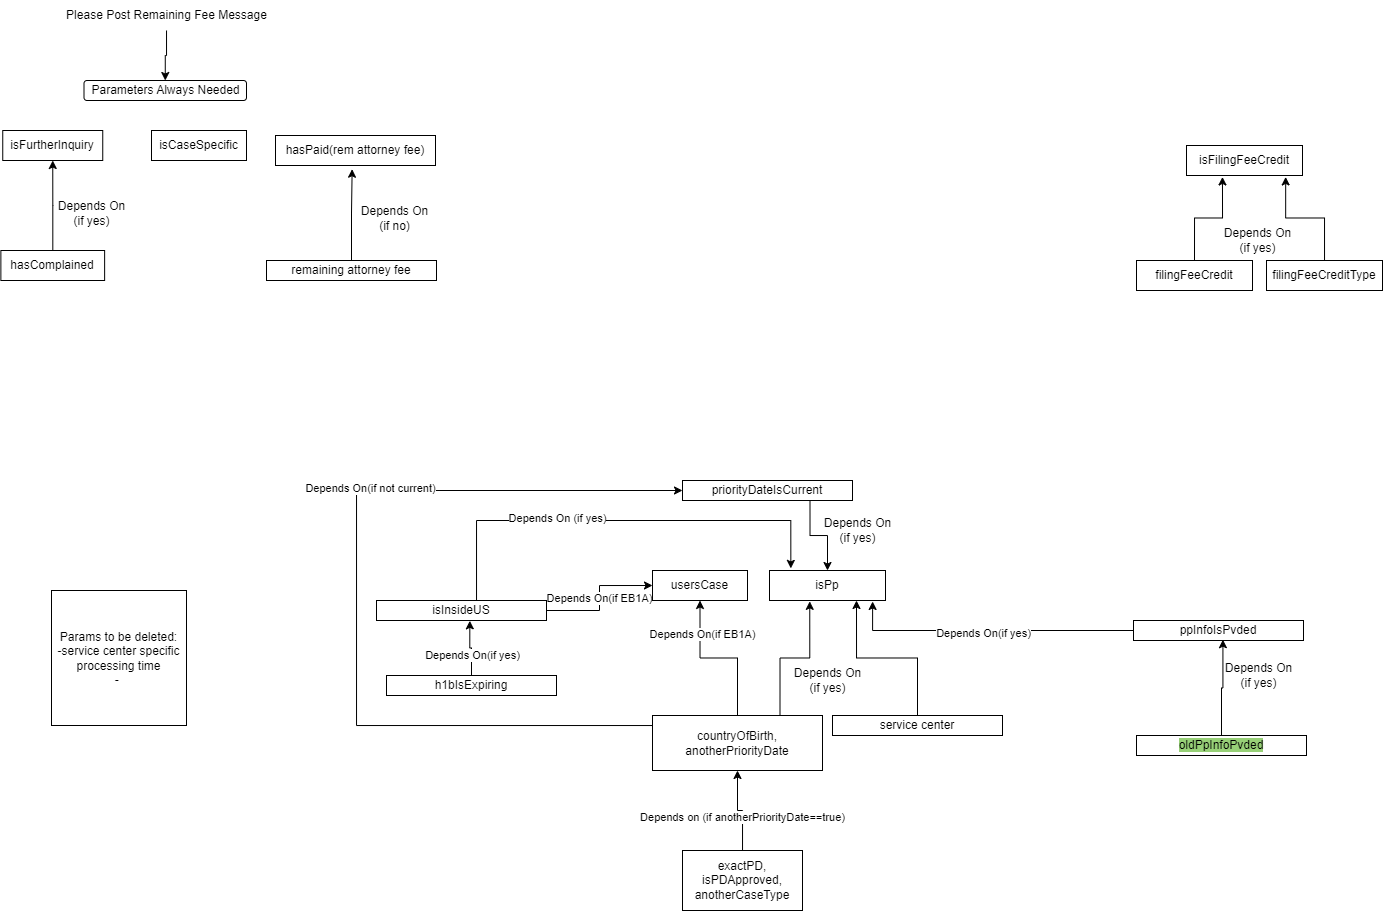 Please Post Remaining Fee Message
Parameters Always Needed
isFurtherInquiry
isCaseSpecific
hasPaid(rem attorney fee)
isFilingFeeCredit
Depends On
(if yes)
Depends On
(if no)
Depends On
(if yes)
hasComplained
remaining attorney fee
filingFeeCredit
filingFeeCreditType
Depends On(if not current)
priorityDateIsCurrent
Depends On (if yes)
Depends On
(if yes)
usersCase
isPp
Depends On(if EB1A)
isInsideUS
Depends On(if EB1A)
Depends On(if yes)
ppInfoIsPvded
Params to be deleted:
-service center specific
processing time
-
Depends On(if yes)
Depends On
(if yes)
Depends On
(if yes)
h1bIsExpiring
service center
countryOfBirth,
anotherPriorityDate
oldPpInfoPvded
Depends on (if anotherPriorityDate==true)
exactPD,
isPDApproved,
anotherCaseType